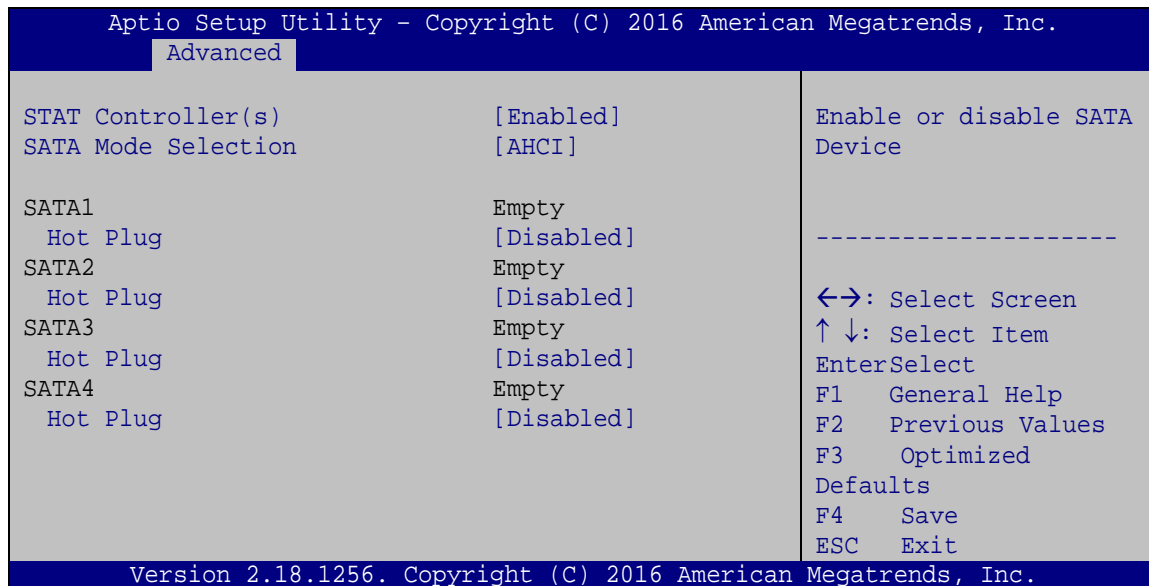 Aptio Setup Utility – Copyright (C) 2016 American Megatrends, Inc.
Advanced
STAT Controller(s) [Enabled]
SATA Mode Selection [AHCI]
SATA1 Empty
Hot Plug [Disabled]
SATA2 Empty
Hot Plug [Disabled]
SATA3 Empty
Hot Plug [Disabled]
SATA4 Empty
Hot Plug [Disabled]
Enable or disable SATA
Device
---------------------
←→: Select Screen
↑ ↓: Select Item
EnterSelect
F1 General Help
F2 Previous Values
F3 Optimized
Defaults
F4 Save
ESC Exit
Version 2.18.1256. Copyright (C) 2016 American Megatrends, Inc.